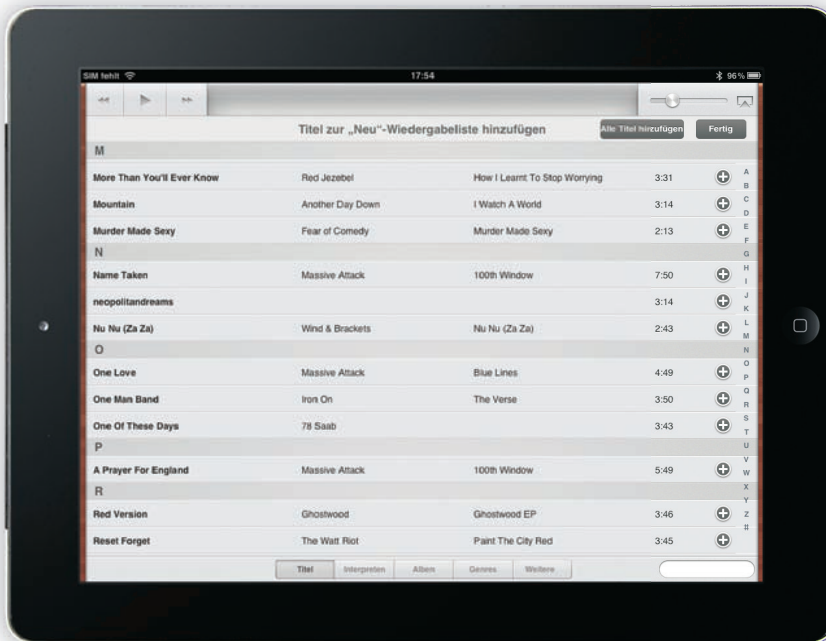 SIM fehlt 17:54 96%
Titel zur „Neu“-Wiedergabeliste hinzufügen Alle Titel hinzufügen Fertig
M
More Than You'll Ever Know Red Jezebel How I Learnt To Stop Worrying 3:31
Mountain Another Day Down I Watch A World 3:14
Murder Made Sexy Fear of Comedy Murder Made Sexy 2:13
N
Name Taken Massive Attack 100th Window 7:50
neopolitandreams 3:14
Nu Nu (Za Za) Wind & Brackets Nu Nu (Za Za) 2:43
O
One Love Massive Attack Blue Lines 4:49
One Man Band Iron On The Verse 3:50
One Of These Days 78 Saab 3:43
P
A Prayer For England Massive Attack 100th Window 5:49
R
Red Version Ghostwood Ghostwood EP 3:46
Reset Forget The Watt Riot Paint The City Red 3:45
A
B
C
D
E
F
G
H
I
J
K
L
M
N
O
P
Q
R
S
T
U
V
W
X
Y
Z
#
Titel Interpreten Alben Genres Weitere